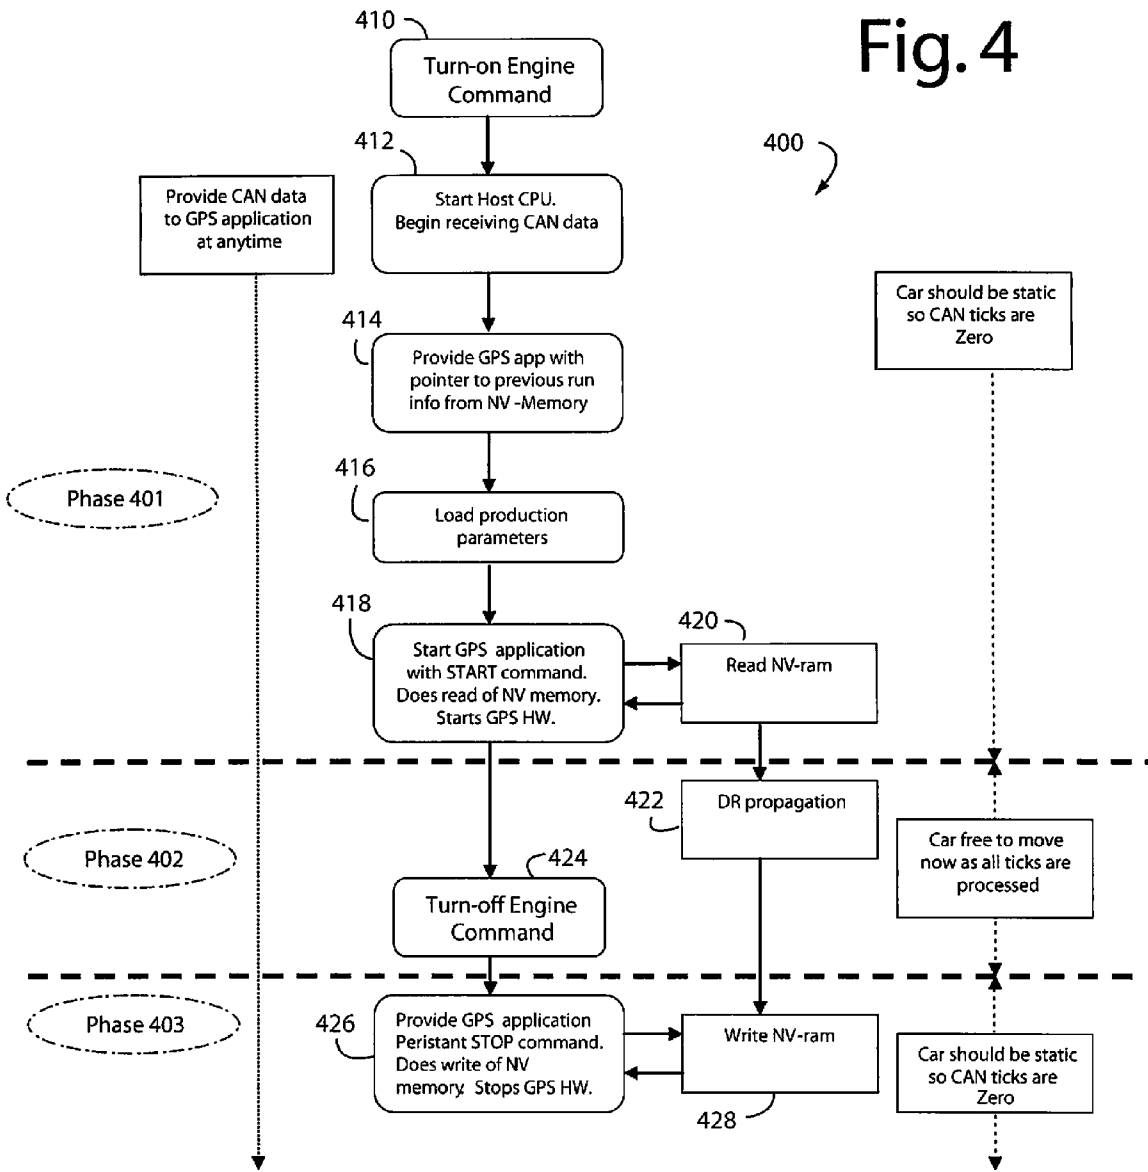 Fig. 4
410
Turn-on Engine
Command
400
412
Provide CAN data
to GPS application
at anytime
Start Host CPU.
Begin receiving CAN data
Car should be static
so CAN ticks are
Zero
414
Provide GPS app with
pointer to previous run
info from NV -Memory
416
Phase 401
Load production
parameters
418
420
Start GPS application
with START command.
Does read of NV memory.
Starts GPS HW.
Read NV-ram
422
DR propagation
Phase 402
Car free to move
now as all ticks are
processed
424
Turn-off Engine
Command
Phase 403
426
Provide GPS application
Peristant STOP command.
Does write of NV
memory. Stops GPS HW.
Write NV-ram
428
Car should be static
so CAN ticks are
Zero